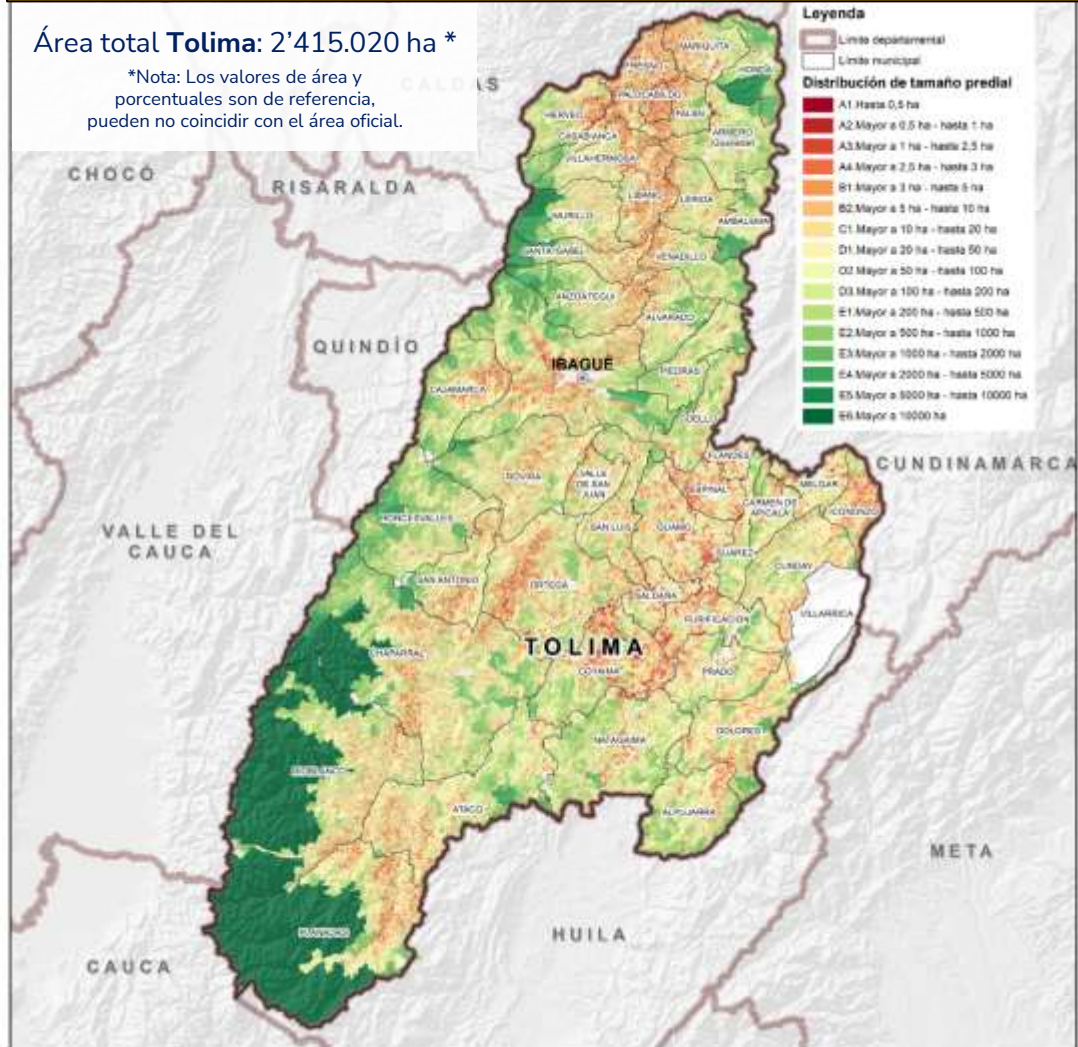 Área total Tolima: 2’415.020 ha *
*Nota: Los valores de área y
porcentuales son de referencia,
pueden no coincidir con el área oficial.
Leyenda
Límite departamental
Límite municipal
Distribución de tamaño predial
A1.Hasta 0,5 ha
A2.Mayor a 0,5 ha - hasta 1 ha
A3.Mayor a 1 ha - hasta 2,5 ha
A4.Mayor a 2,5 ha - hasta 3 ha
B1.Mayor a 3 ha - hasta 5 ha
B2.Mayor a 5 ha - hasta 10 ha
C1.Mayor a 10 ha - hasta 20 ha
D1.Mayor a 20 ha - hasta 50 ha
D2.Mayor a 50 ha - hasta 100 ha
D3.Mayor a 100 ha - hasta 200 ha
E1.Mayor a 200 ha - hasta 500 ha
E2.Mayor a 500 ha - hasta 1000 ha
E3.Mayor a 1000 ha - hasta 2000 ha
E4.Mayor a 2000 ha - hasta 5000 ha
E5.Mayor a 5000 ha - hasta 10000 ha
E6.Mayor a 10000 ha
CALDAS
CHOCÓ
RISARALDA
QUINDÍO
VALLE DEL
CAUCA
CAUCA
HUILA
META
CUNDINAMARCA
TOLIMA
IBAGUÉ
MARIQUITA
FRESNO
HONDA
PALOCABILDO
HERVEO
FALAN
CASABIANCA
ARMERO
VILLAHERMOSA
LÍBANO
LÉRIDA
MURILLO
AMBALEMA
SANTA ISABEL
VENADILLO
ANZOÁTEGUI
ALVARADO
CAJAMARCA
PIEDRAS
COELLO
FLANDES
ROVIRA
VALLE
DE SAN
JUAN
ESPINAL
MELGAR
CARMEN DE
APICALÁ
ICONONZO
RONCESVALLES
SAN LUIS
GUAMO
SUÁREZ
CUNDAY
SAN ANTONIO
ORTEGA
SALDAÑA
VILLARRICA
PURIFICACIÓN
CHAPARRAL
COYAIMA
PRADO
NATAGAIMA
DOLORES
RIOBLANCO
ATACO
ALPUJARRA
PLANADAS